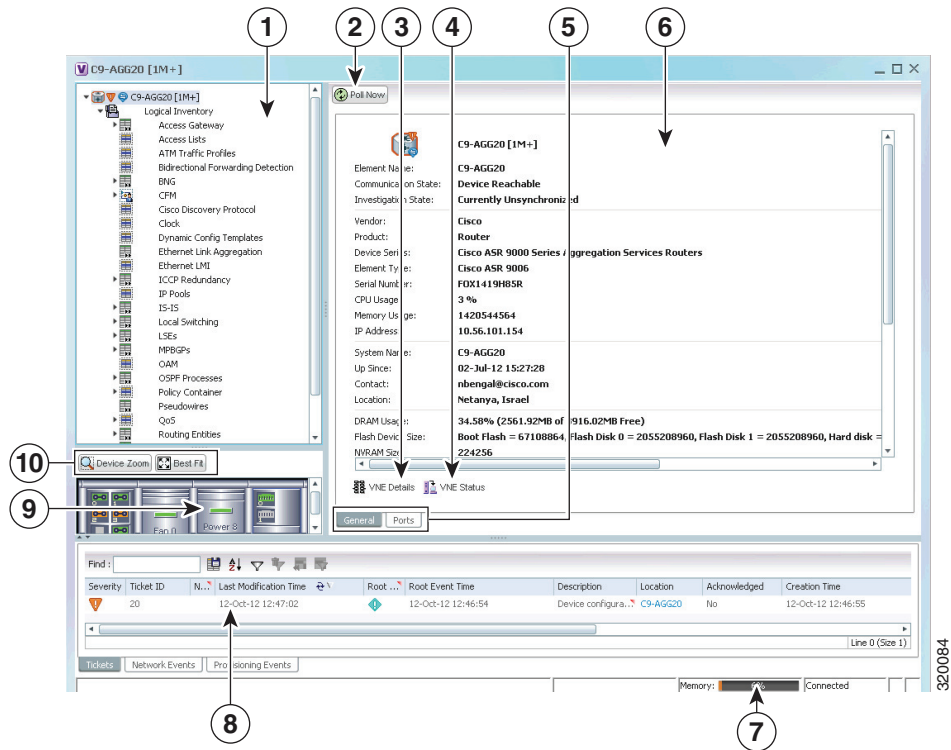 1 2 3 4 5 6
C9-AGG20 [1M+]
C9-AGG20 [1M+]
Logical Inventory
Access Gateway
Access Lists
ATM Traffic Profiles
Bidirectional Forwarding Detection
BNG
CFM
Cisco Discovery Protocol
Clock
Dynamic Config Templates
Ethernet Link Aggregation
Ethernet LMI
ICCP Redundancy
IP Pools
IS-IS
Local Switching
LSEs
MPBGPs
OAM
OSPF Processes
Policy Container
Pseudowires
QoS
Routing Entities
10
Device Zoom Best Fit
9
Fan 0 Power 8
Poll Now
C9-AGG20 [1M+]
Element Name: C9-AGG20
Communication State: Device Reachable
Investigation State: Currently Unsynchronized
Vendor: Cisco
Product: Router
Device Series: Cisco ASR 9000 Series Aggregation Services Routers
Element Type: Cisco ASR 9006
Serial Number: FOX1419H85R
CPU Usage 3 %
Memory Usage: 1420544564
IP Address 10.56.101.154
System Name: C9-AGG20
Up Since: 02-Jul-12 15:27:28
Contact: nbengal@cisco.com
Location: Netanya, Israel
DRAM Usage: 34.58% (2561.92MB of 3916.02MB Free)
Flash Device Size: Boot Flash = 67108864, Flash Disk 0 = 2055208960, Flash Disk 1 = 2055208960, Hard disk =
NVRAM Size 224256
VNE Details VNE Status
General Ports
Find :
Severity Ticket ID N... Last Modification Time Root ... Root Event Time Description Location Acknowledged Creation Time
20 12-Oct-12 12:47:02 12-Oct-12 12:46:54 Device configura... C9-AGG20 No 12-Oct-12 12:46:55
Line 0 (Size 1)
Tickets Network Events Provisioning Events
Memory: Connected
8 7
320084